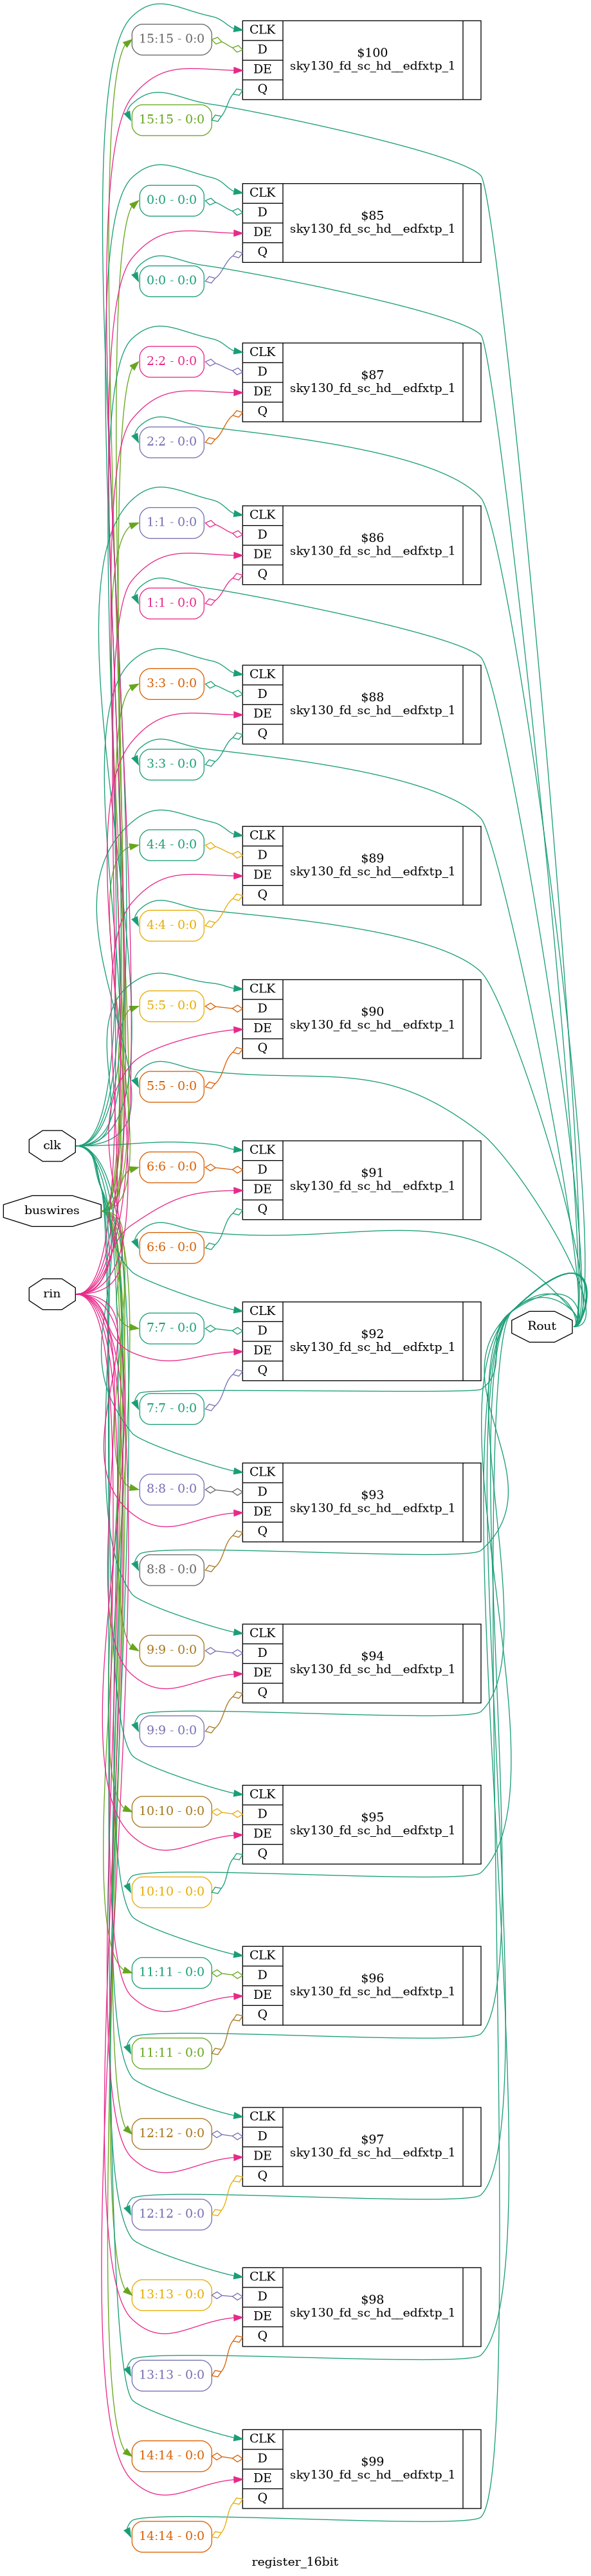 CLK
15:15 - 0:0
D
$100
sky130_fd_sc_hd__edfxtp_1
DE
Q
15:15 - 0:0
CLK
0:0 - 0:0
D
$85
sky130_fd_sc_hd__edfxtp_1
DE
Q
0:0 - 0:0
CLK
2:2 - 0:0
D
$87
sky130_fd_sc_hd__edfxtp_1
DE
Q
2:2 - 0:0
CLK
1:1 - 0:0
D
$86
sky130_fd_sc_hd__edfxtp_1
DE
Q
1:1 - 0:0
CLK
3:3 - 0:0
D
$88
sky130_fd_sc_hd__edfxtp_1
DE
Q
3:3 - 0:0
CLK
4:4 - 0:0
D
$89
sky130_fd_sc_hd__edfxtp_1
DE
Q
4:4 - 0:0
CLK
5:5 - 0:0
D
$90
sky130_fd_sc_hd__edfxtp_1
DE
Q
5:5 - 0:0
clk
CLK
6:6 - 0:0
D
$91
sky130_fd_sc_hd__edfxtp_1
DE
buswires
Q
6:6 - 0:0
rin
CLK
7:7 - 0:0
D
$92
sky130_fd_sc_hd__edfxtp_1
Rout
DE
Q
7:7 - 0:0
CLK
8:8 - 0:0
D
$93
sky130_fd_sc_hd__edfxtp_1
DE
Q
8:8 - 0:0
CLK
9:9 - 0:0
D
$94
sky130_fd_sc_hd__edfxtp_1
DE
Q
9:9 - 0:0
CLK
10:10 - 0:0
D
$95
sky130_fd_sc_hd__edfxtp_1
DE
Q
10:10 - 0:0
CLK
11:11 - 0:0
D
$96
sky130_fd_sc_hd__edfxtp_1
DE
Q
11:11 - 0:0
CLK
12:12 - 0:0
D
$97
sky130_fd_sc_hd__edfxtp_1
DE
Q
12:12 - 0:0
CLK
13:13 - 0:0
D
$98
sky130_fd_sc_hd__edfxtp_1
DE
Q
13:13 - 0:0
CLK
14:14 - 0:0
D
$99
sky130_fd_sc_hd__edfxtp_1
DE
Q
14:14 - 0:0
register_16bit